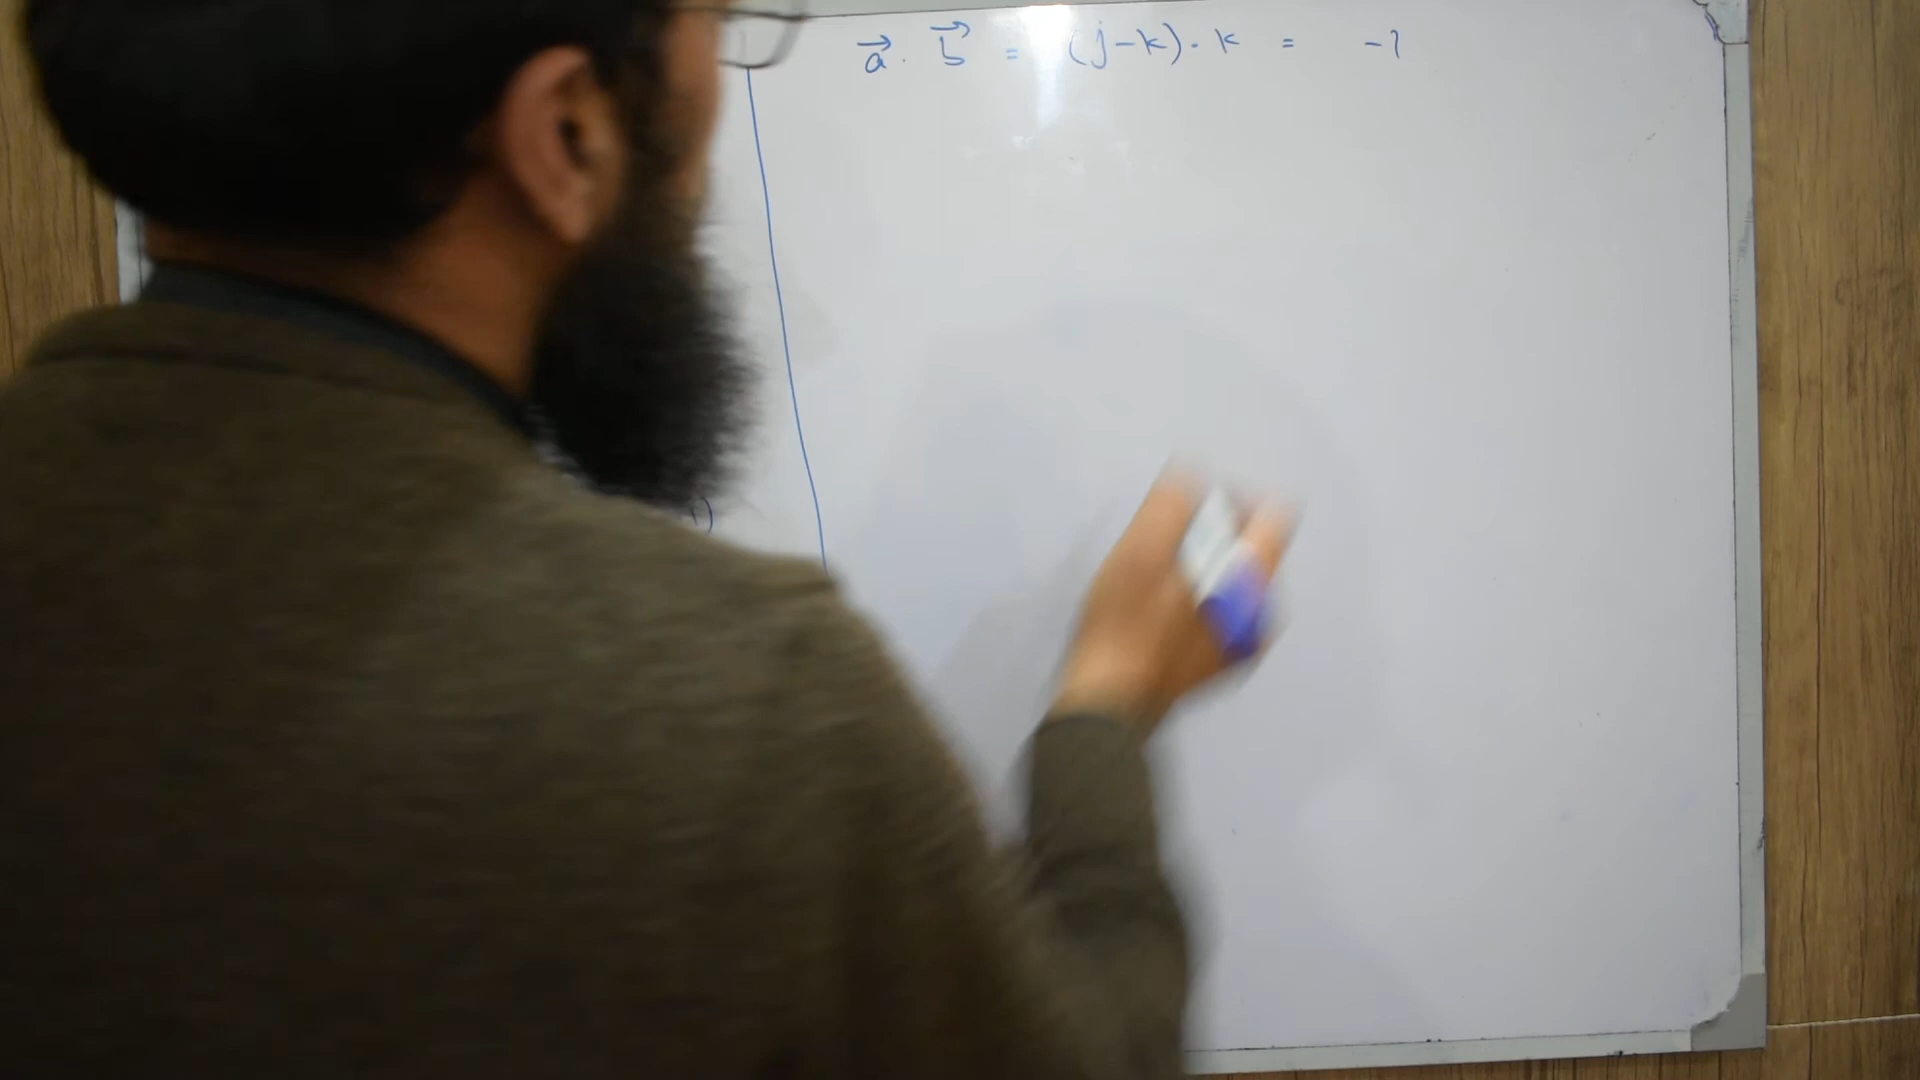 a⃗ . b⃗ = (j-k) . k = -1